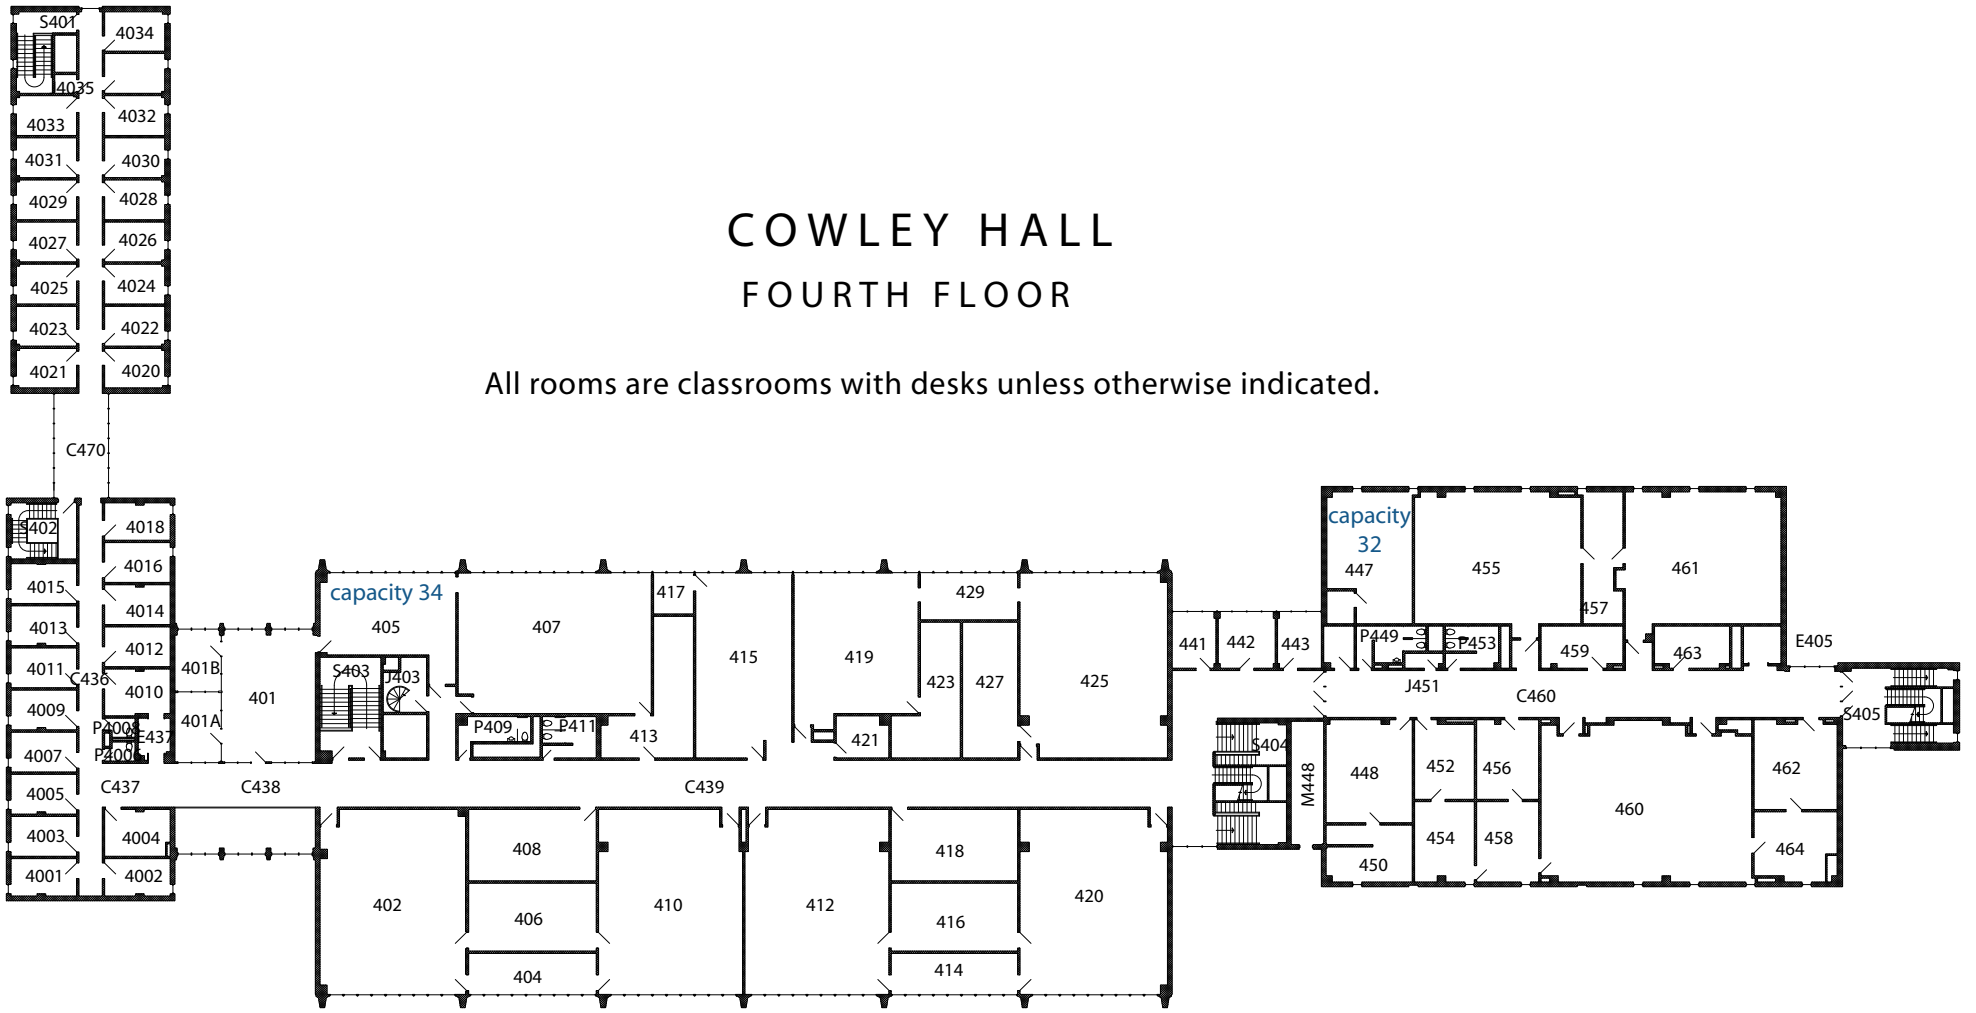 S401
4034
4035
4033
4032
4031
4030
4029
4028
COWLEY HALL
4027
4026
4025
4024
FOURTH FLOOR
4023
4022
4021
4020
All rooms are classrooms with desks unless otherwise indicated.
C470
S402
4018
4016
4015
4014
4013
4012
4011
C436
4010
4009
P4008
E437
4007
P4006
4005
C437
4003
4004
4001
4002
401B
401
401A
C438
capacity 34
405
S403
J403
407
P409
P411
413
417
415
419
421
429
423
427
425
C439
402
408
406
404
410
412
418
416
414
420
441
442
443
capacity
32
447
455
457
461
P449
P453
459
463
E405
J451
C460
S405
S404
M448
448
450
452
454
456
458
460
462
464